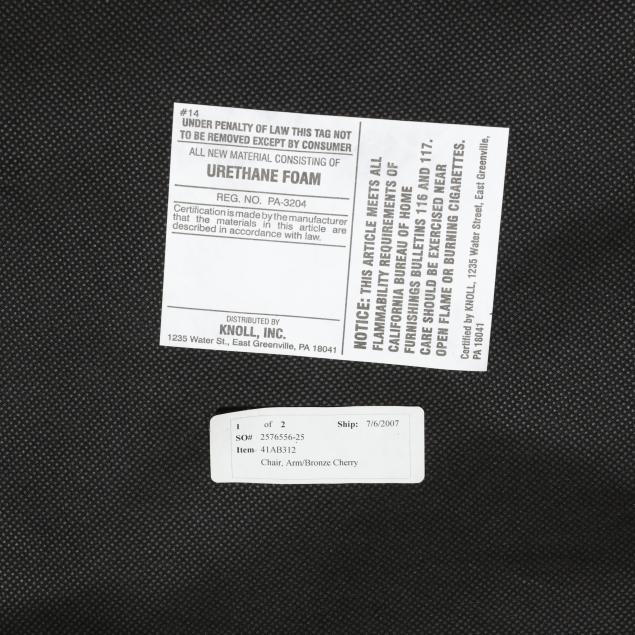 #14
UNDER PENALTY OF LAW THIS TAG NOT
TO BE REMOVED EXCEPT BY CONSUMER
ALL NEW MATERIAL CONSISTING OF
URETHANE FOAM
REG. NO. PA-3204
Certification is made by the manufacturer
that the materials in this article are
described in accordance with law.
DISTRIBUTED BY
KNOLL, INC.
1235 Water St., East Greenville, PA 18041
NOTICE: THIS ARTICLE MEETS ALL
FLAMMABILITY REQUIREMENTS OF
CALIFORNIA BUREAU OF HOME
FURNISHINGS BULLETINS 116 AND 117.
CARE SHOULD BE EXERCISED NEAR
OPEN FLAME OR BURNING CIGARETTES.
Certified by KNOLL, 1235 Water Street, East Greenville,
PA 18041
1 of 2 Ship: 7/6/2007
SO# 2576556-25
Item 41AB312
Chair, Arm/Bronze Cherry